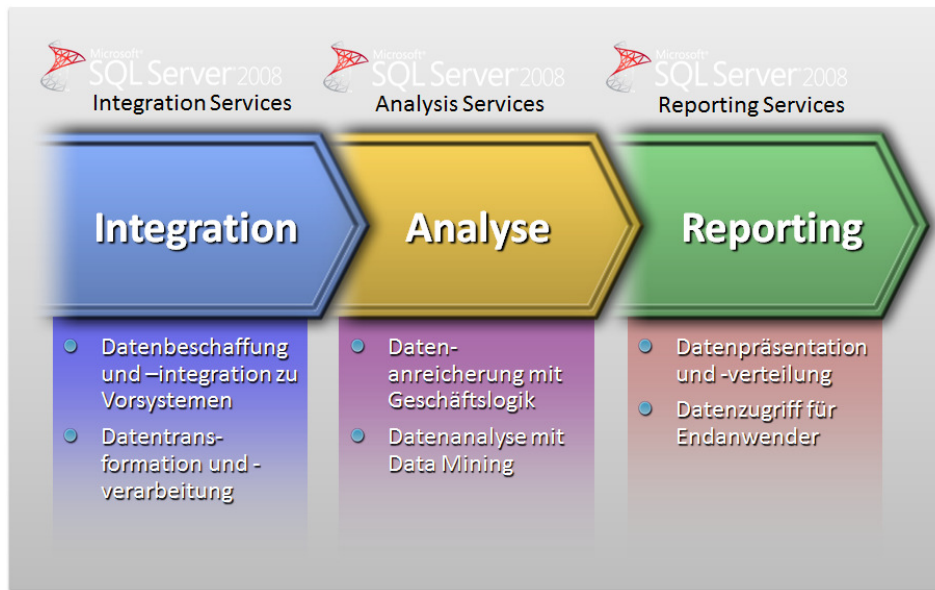 Microsoft®
SQL Server 2008
Integration Services
Microsoft®
SQL Server 2008
Analysis Services
Microsoft®
SQL Server 2008
Reporting Services
Integration
Analyse
Reporting
Datenbeschaffung
und –integration zu
Vorsystemen
Datentrans-
formation und -
verarbeitung
Daten-
anreicherung mit
Geschäftslogik
Datenanalyse mit
Data Mining
Datenpräsentation
und -verteilung
Datenzugriff für
Endanwender